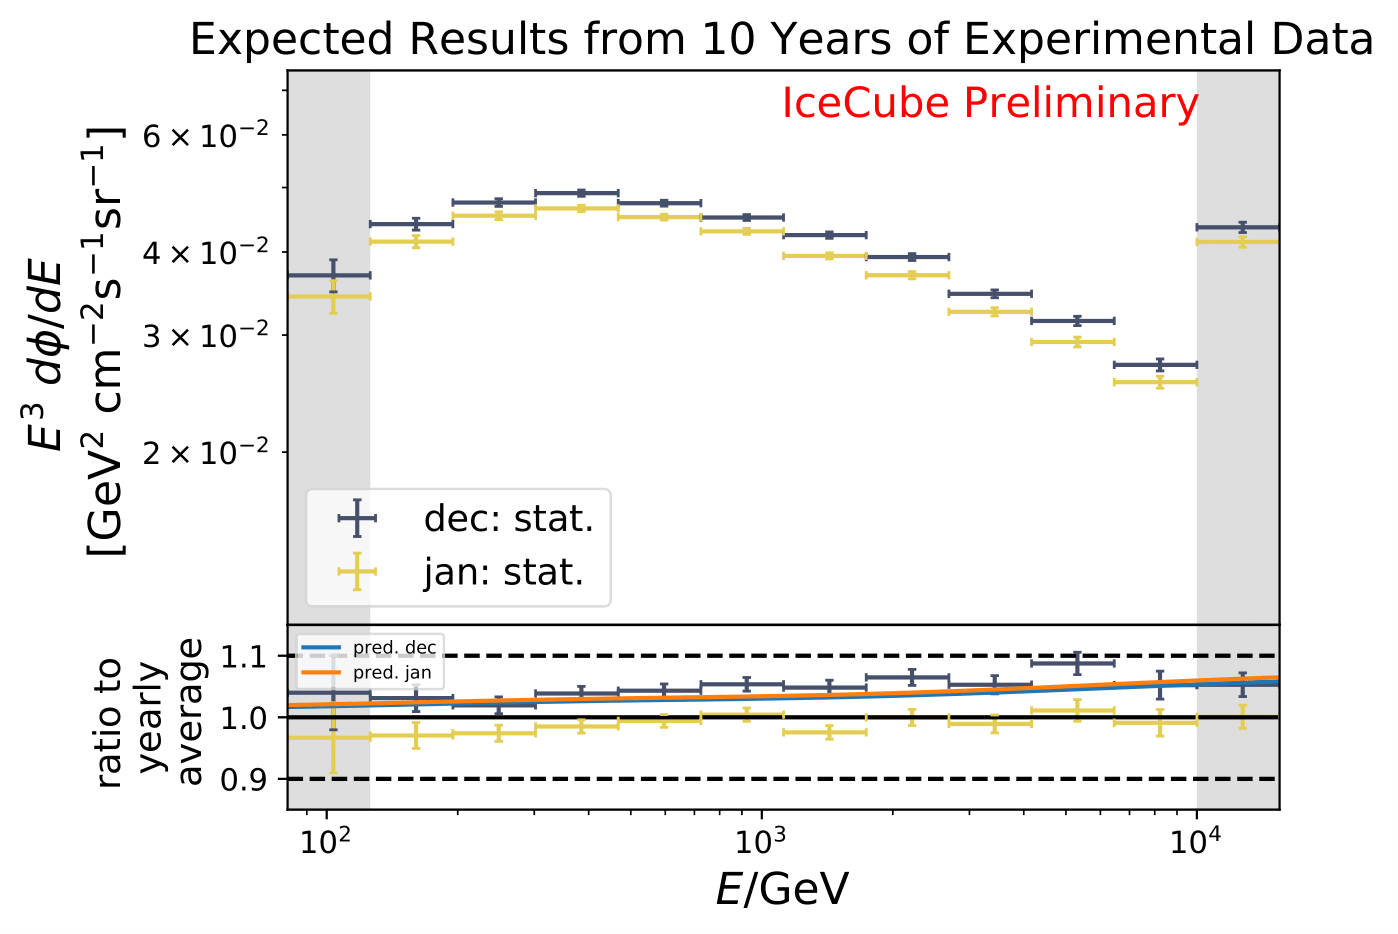 Expected Results from 10 Years of Experimental Data
IceCube Preliminary
E³ dϕ/dE
[GeV² cm⁻²s⁻¹sr⁻¹]
6 × 10⁻²
4 × 10⁻²
3 × 10⁻²
2 × 10⁻²
dec: stat.
jan: stat.
ratio to
yearly
average
1.1
1.0
0.9
pred. dec
pred. jan
10² 10³ 10⁴
E/GeV